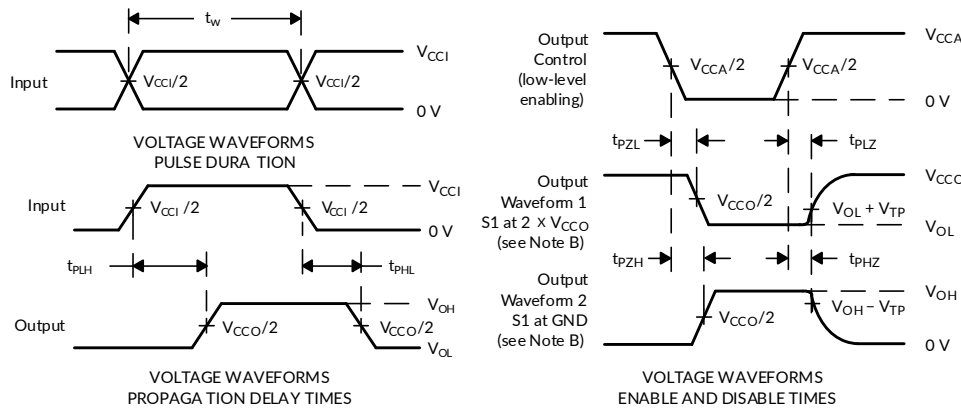 t_w
V_CCI
Input
V_CCI/2
V_CCI/2
0 V
VOLTAGE WAVEFORMS
PULSE DURA TION
Input
V_CCI
V_CCI /2
V_CCI /2
0 V
t_PLH
t_PHL
Output
V_OH
V_CCO/2
V_CCO/2
V_OL
VOLTAGE WAVEFORMS
PROPAGATION DELAY TIMES
Output
Control
(low-level
enabling)
V_CCA
V_CCA/2
V_CCA/2
0 V
t_PZL
t_PLZ
Output
Waveform 1
S1 at 2 x V_CCO
(see Note B)
V_CCO
V_CCO/2
V_OL + V_TP
V_OL
t_PZH
t_PHZ
Output
Waveform 2
S1 at GND
(see Note B)
V_OH
V_CCO/2
V_OH − V_TP
0 V
VOLTAGE WAVEFORMS
ENABLE AND DISABLE TIMES